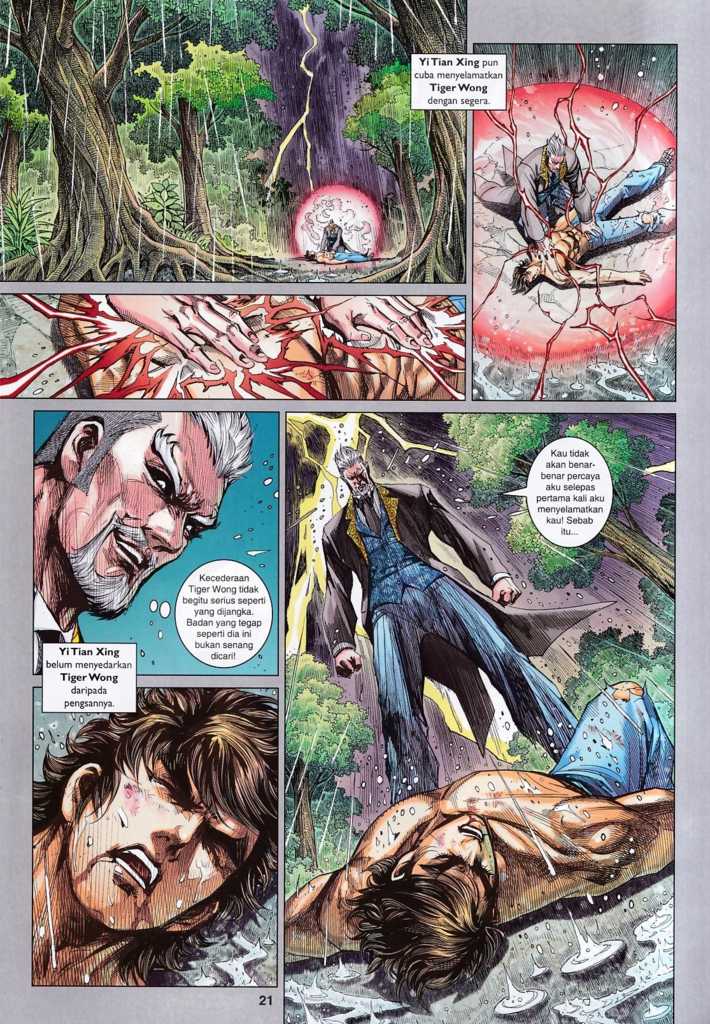 Yi Tian Xing pun
cuba menyelamatkan
Tiger Wong
dengan segera.
Kecederaan
Tiger Wong tidak
begitu serius seperti
yang dijangka.
Badan yang tegap
seperti dia ini
bukan senang
dicari!
Yi Tian Xing
belum menyedarkan
Tiger Wong
daripada
pengsannya.
Kau tidak
akan benar-
benar percaya
aku selepas
pertama kali aku
menyelamatkan
kau! Sebab
itu...
21